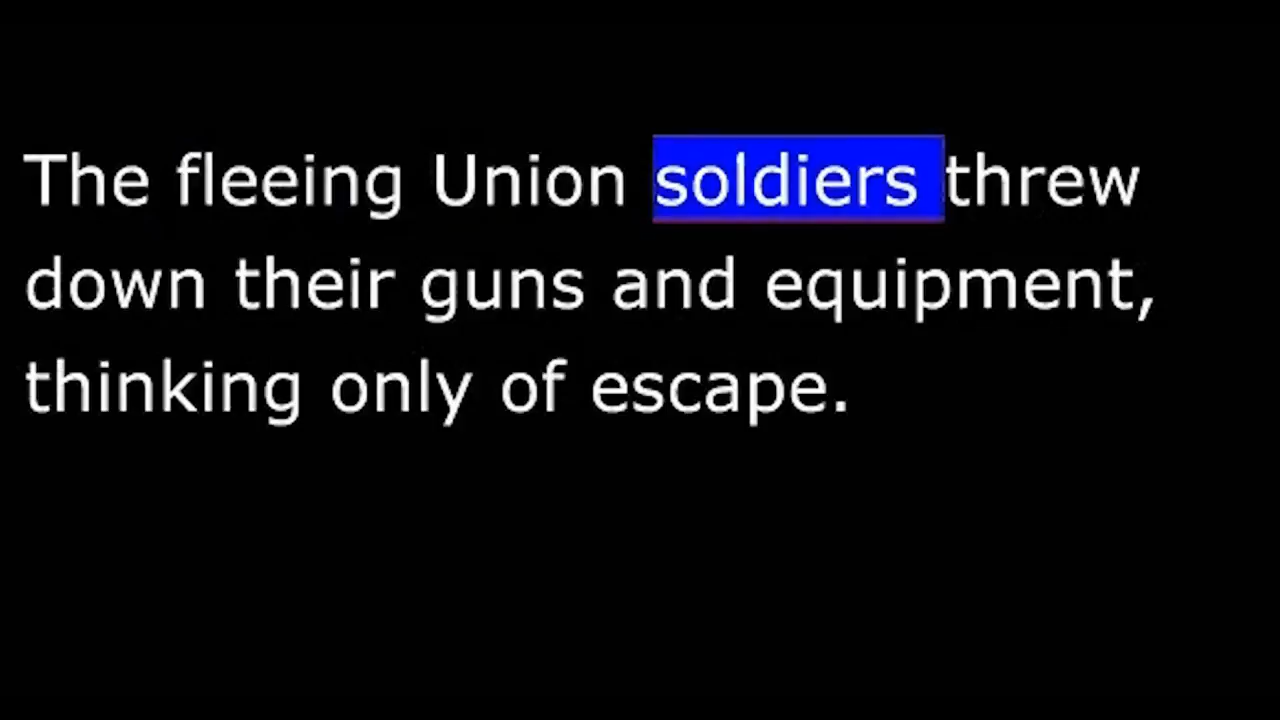 The fleeing Union soldiers threw
down their guns and equipment,
thinking only of escape.